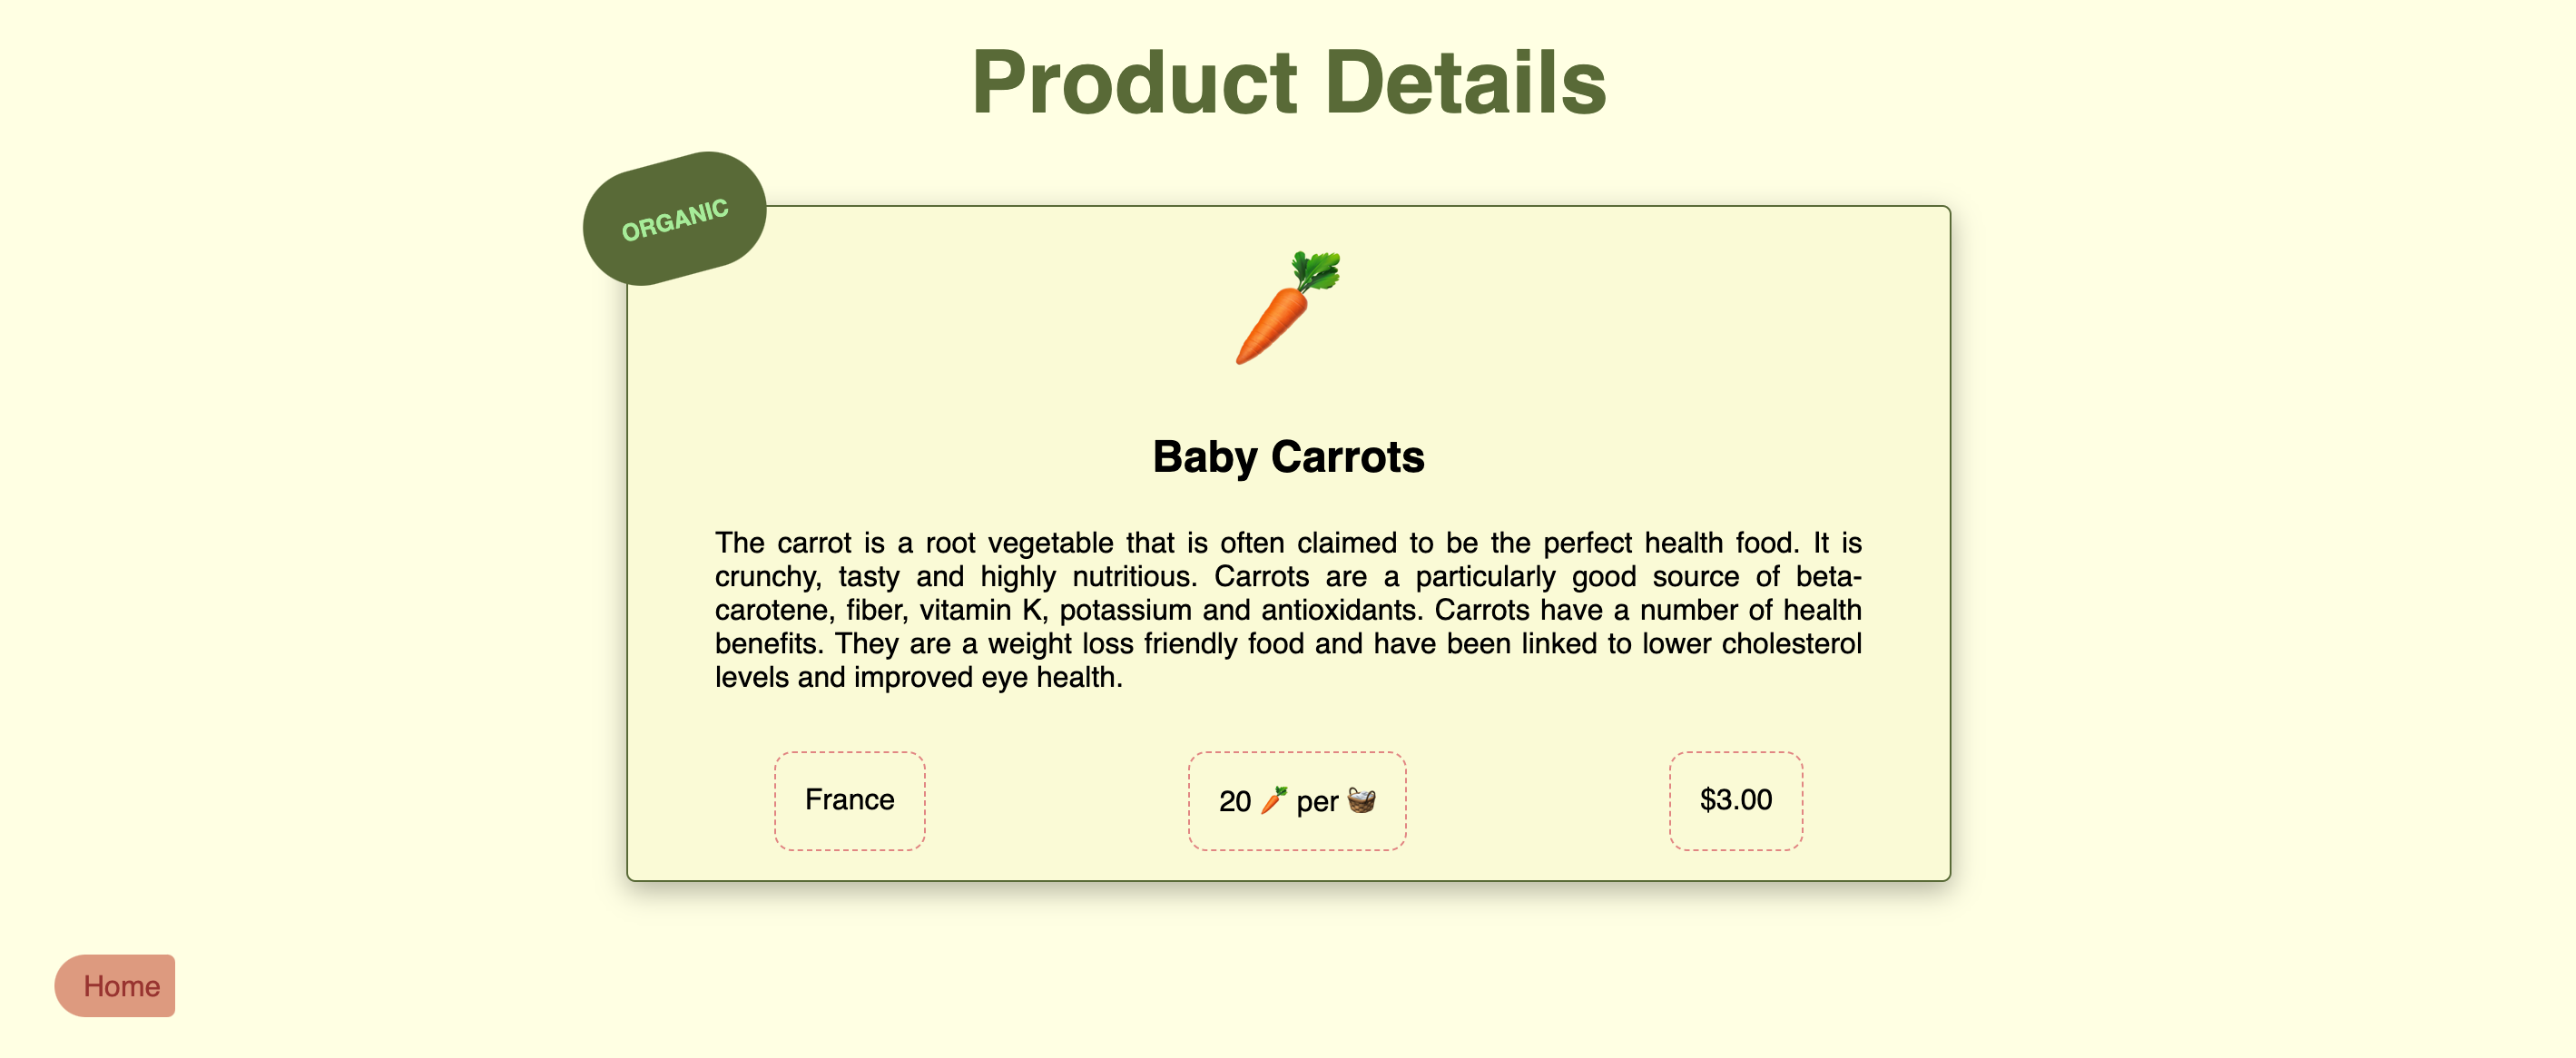 Product Details
ORGANIC
Baby Carrots
The carrot is a root vegetable that is often claimed to be the perfect health food. It is
crunchy, tasty and highly nutritious. Carrots are a particularly good source of beta-
carotene, fiber, vitamin K, potassium and antioxidants. Carrots have a number of health
benefits. They are a weight loss friendly food and have been linked to lower cholesterol
levels and improved eye health.
France
20 🥕 per 🧺
$3.00
Home